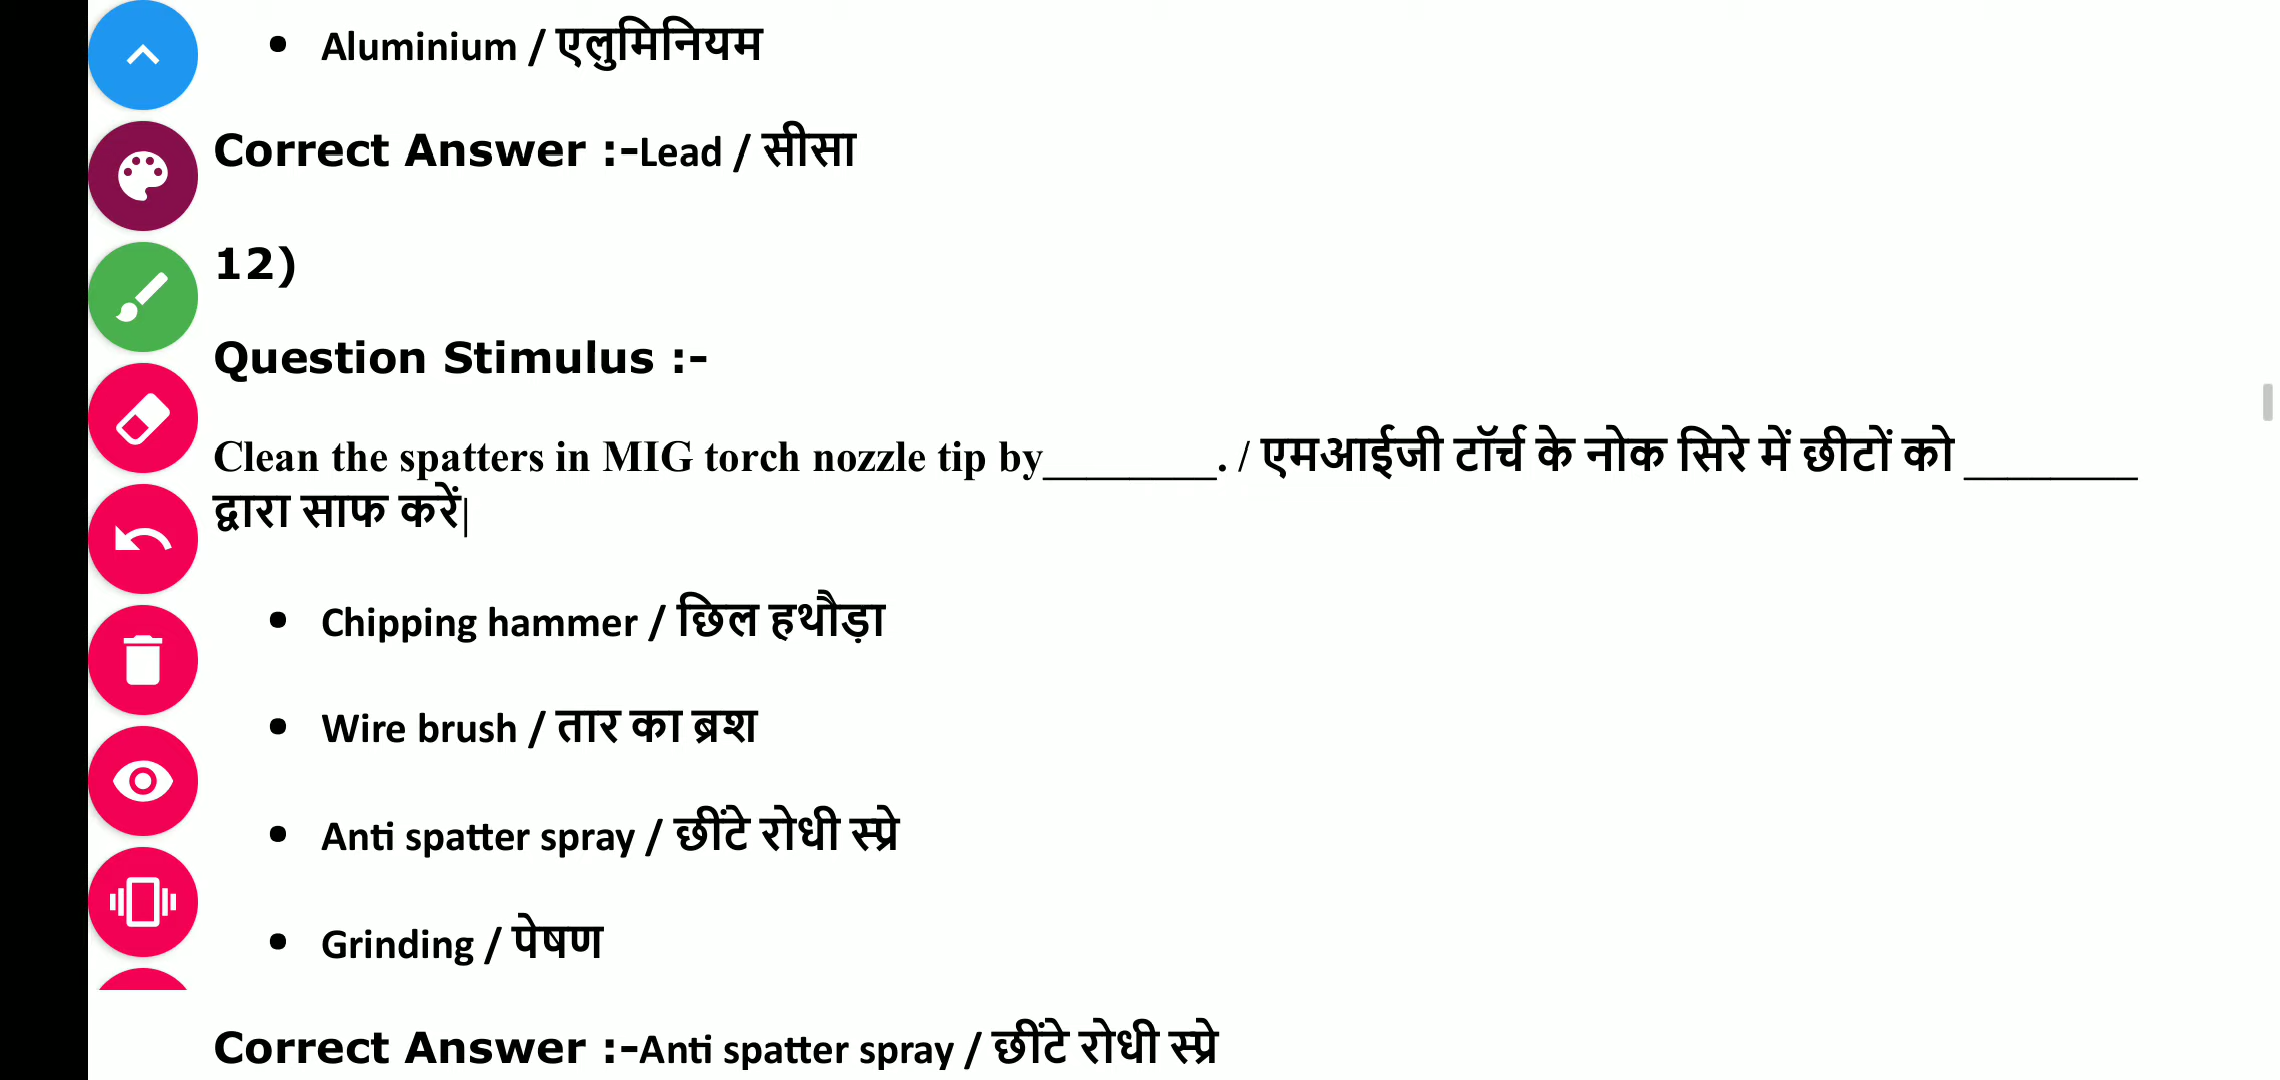 • Aluminium / एलुमिनियम
Correct Answer :-Lead / सीसा
12)
Question Stimulus :-
Clean the spatters in MIG torch nozzle tip by________. / एमआईजी टॉर्च के नोक सिरे में छीटों को ________
द्वारा साफ करें|
• Chipping hammer / छिल हथौड़ा
• Wire brush / तार का ब्रश
• Anti spatter spray / छींटे रोधी स्प्रे
• Grinding / पेषण
Correct Answer :-Anti spatter spray / छींटे रोधी स्प्रे